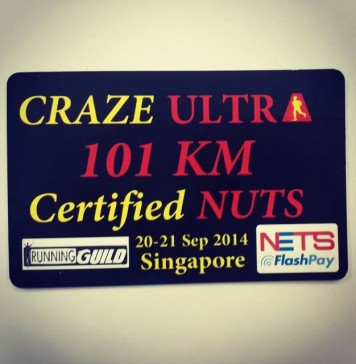 CRAZE ULTRA
101 KM
Certified NUTS
RUNNING GUILD
20-21 Sep 2014
Singapore
NETS
FlashPay